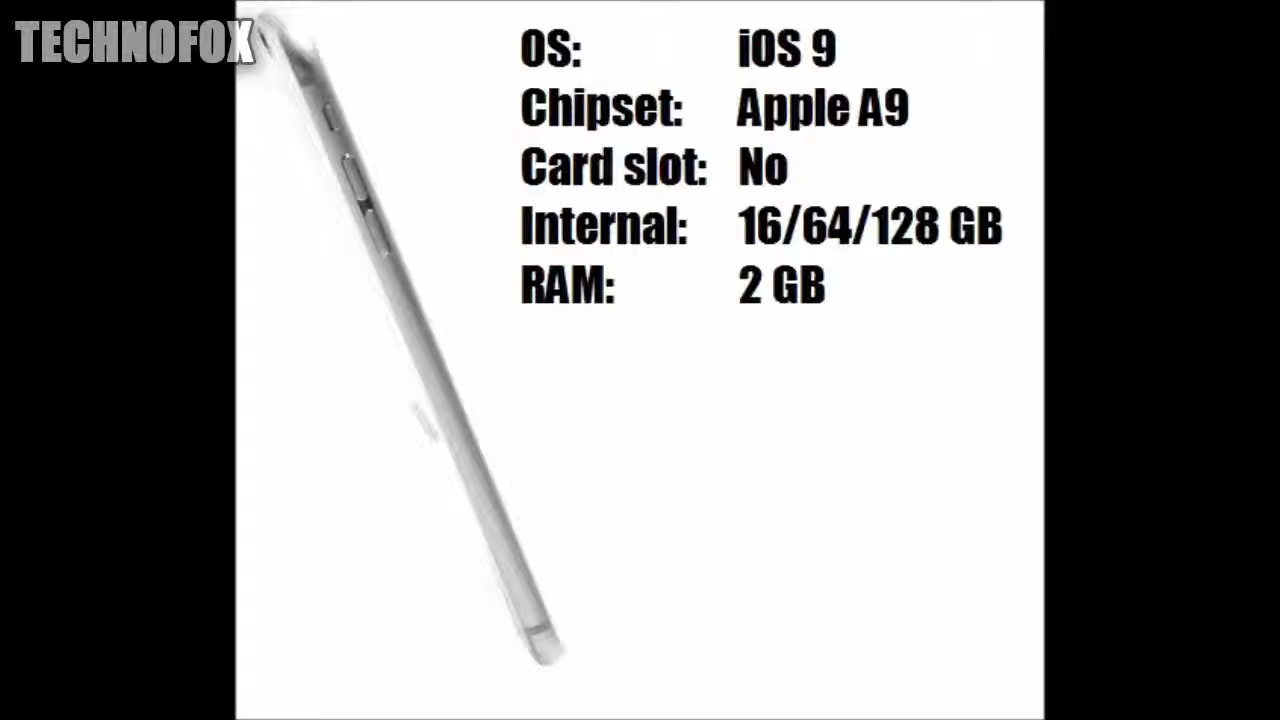 TECHNOFOX
OS: iOS 9
Chipset: Apple A9
Card slot: No
Internal: 16/64/128 GB
RAM: 2 GB